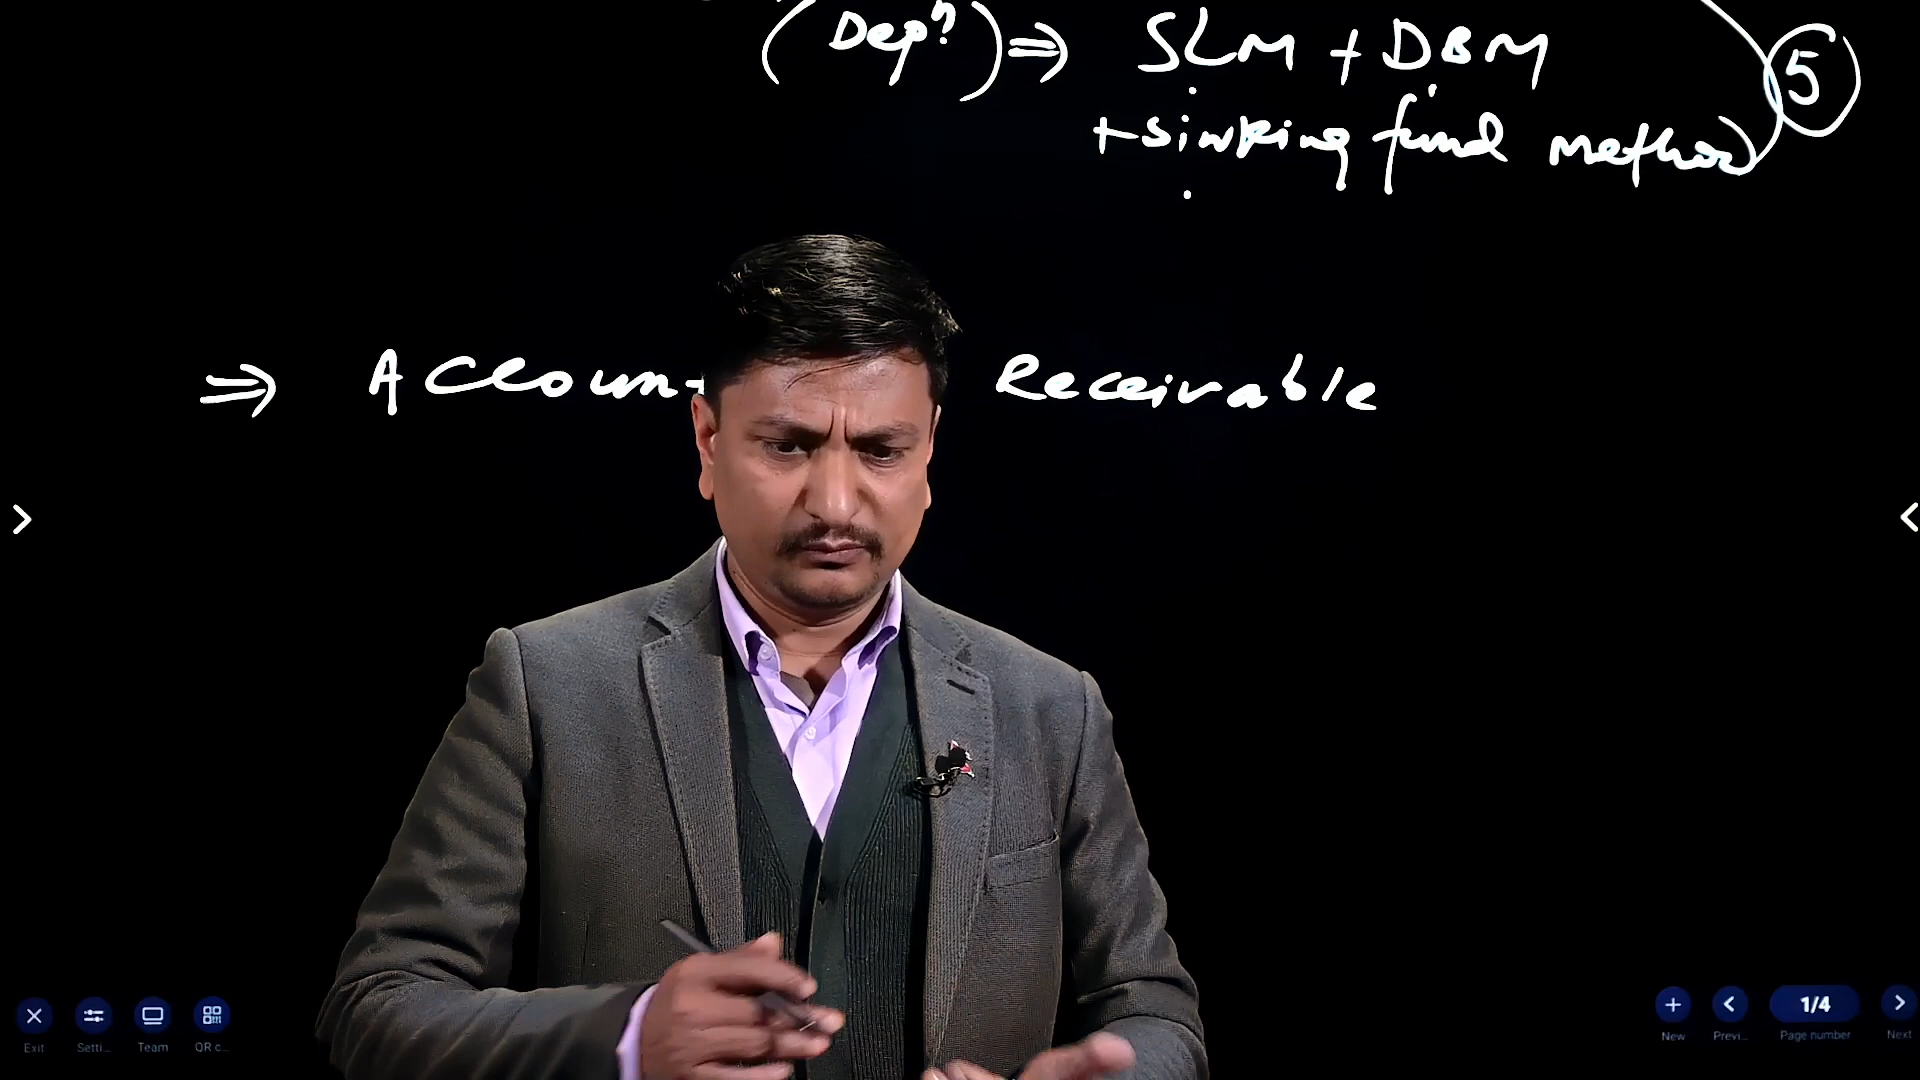 (Depn) ⇒ SLM + DBM
+ sinking fund method
5
⇒ Account Receivable
1/4
Exit Setti... Team QR c...
New Previ... Page number Next